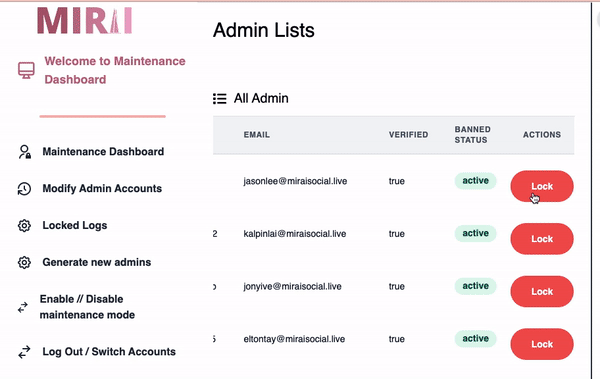 MIRAI
Welcome to Maintenance
Dashboard
Maintenance Dashboard
Modify Admin Accounts
Locked Logs
Generate new admins
Enable // Disable
maintenance mode
Log Out / Switch Accounts
Admin Lists
All Admin
EMAIL VERIFIED BANNED STATUS ACTIONS
jasonlee@miraisocial.live true active Lock
2 kalpinlai@miraisocial.live true active Lock
jonyive@miraisocial.live true active Lock
eltontay@miraisocial.live true active Lock